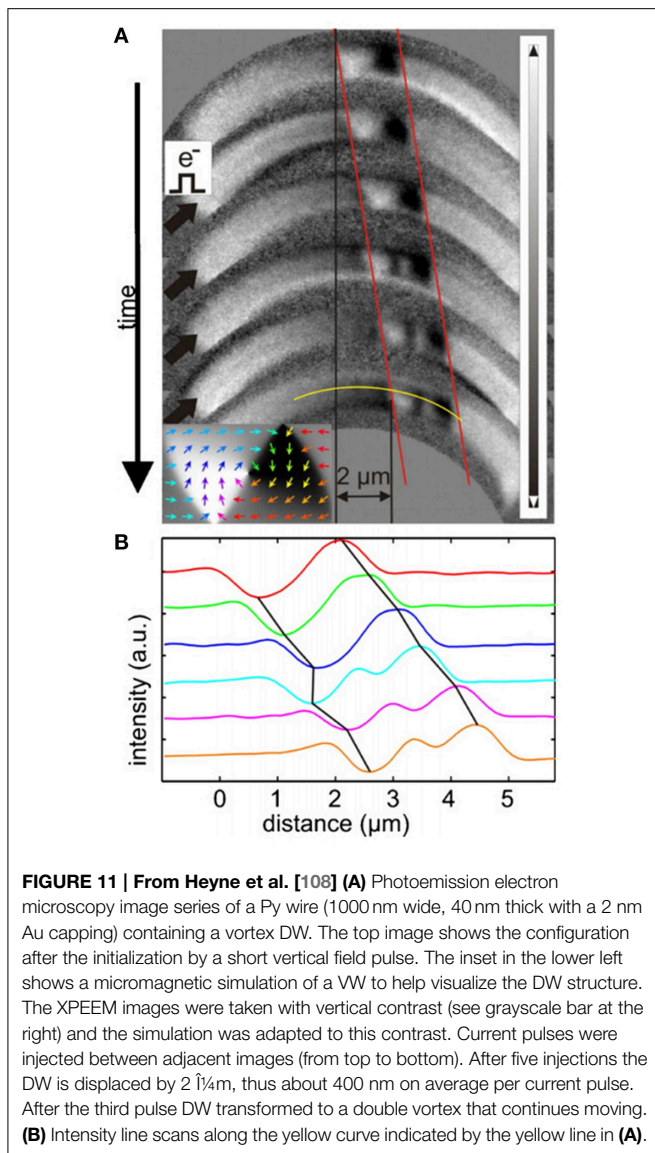 A
e-
time
2 µm
B
intensity (a.u.)
0 1 2 3 4 5
distance (µm)
FIGURE 11 | From Heyne et al. [108] (A) Photoemission electron
microscopy image series of a Py wire (1000 nm wide, 40 nm thick with a 2 nm
Au capping) containing a vortex DW. The top image shows the configuration
after the initialization by a short vertical field pulse. The inset in the lower left
shows a micromagnetic simulation of a VW to help visualize the DW structure.
The XPEEM images were taken with vertical contrast (see grayscale bar at the
right) and the simulation was adapted to this contrast. Current pulses were
injected between adjacent images (from top to bottom). After five injections the
DW is displaced by 2 μm, thus about 400 nm on average per current pulse.
After the third pulse DW transformed to a double vortex that continues moving.
(B) Intensity line scans along the yellow curve indicated by the yellow line in (A).